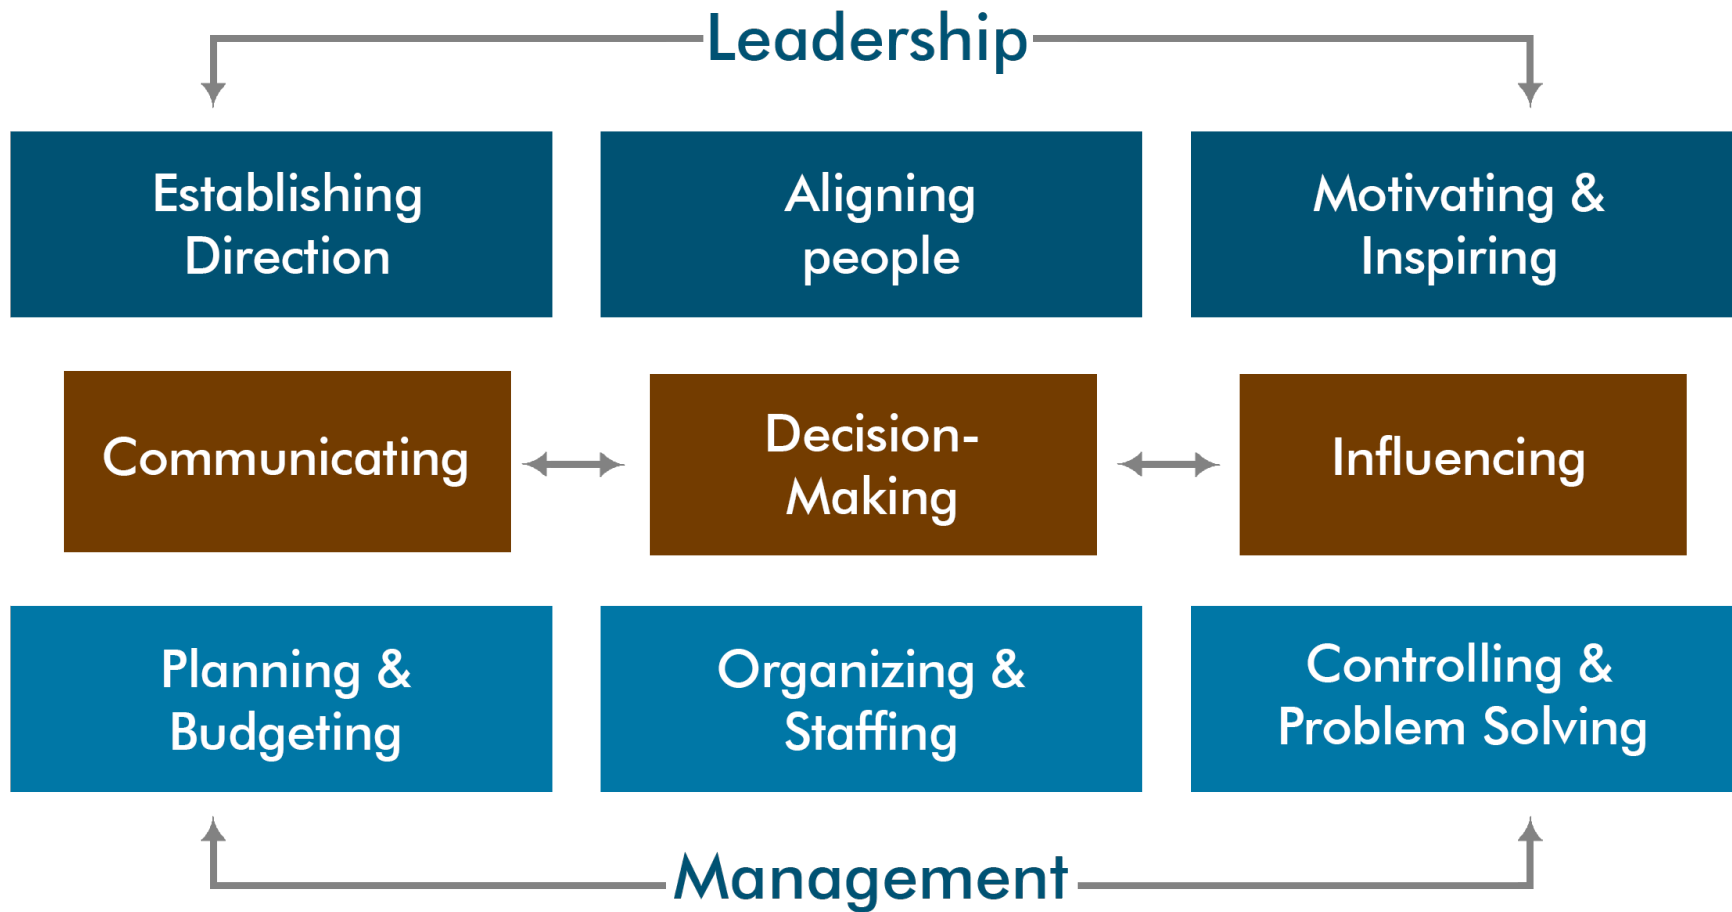 Leadership
Establishing
Direction
Aligning
people
Motivating &
Inspiring
Communicating
Decision-
Making
Influencing
Planning &
Budgeting
Organizing &
Staffing
Controlling &
Problem Solving
Management